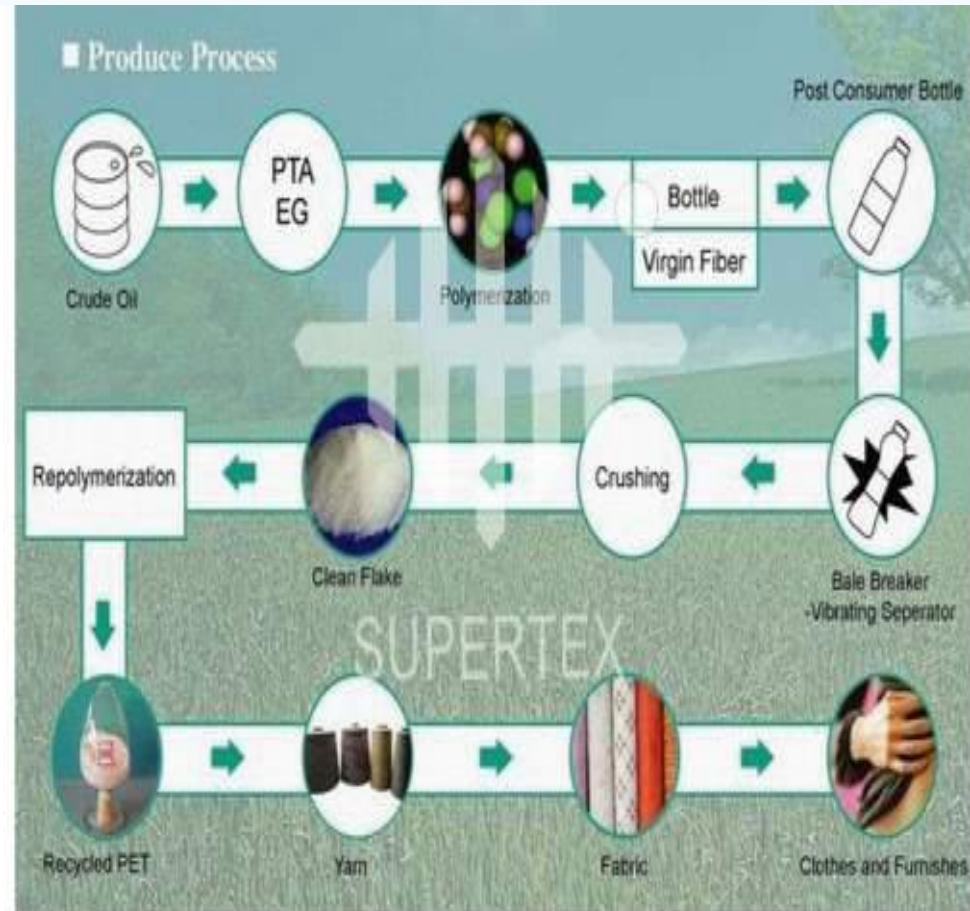 Produce Process
Post Consumer Bottle
PTA
EG
Bottle
Virgin Fiber
Crude Oil
Polymerization
Repolymerization
Crushing
Clean Flake
Bale Breaker
-Vibrating Seperator
SUPERTEX
Recycled PET
Yarn
Fabric
Clothes and Furnishes